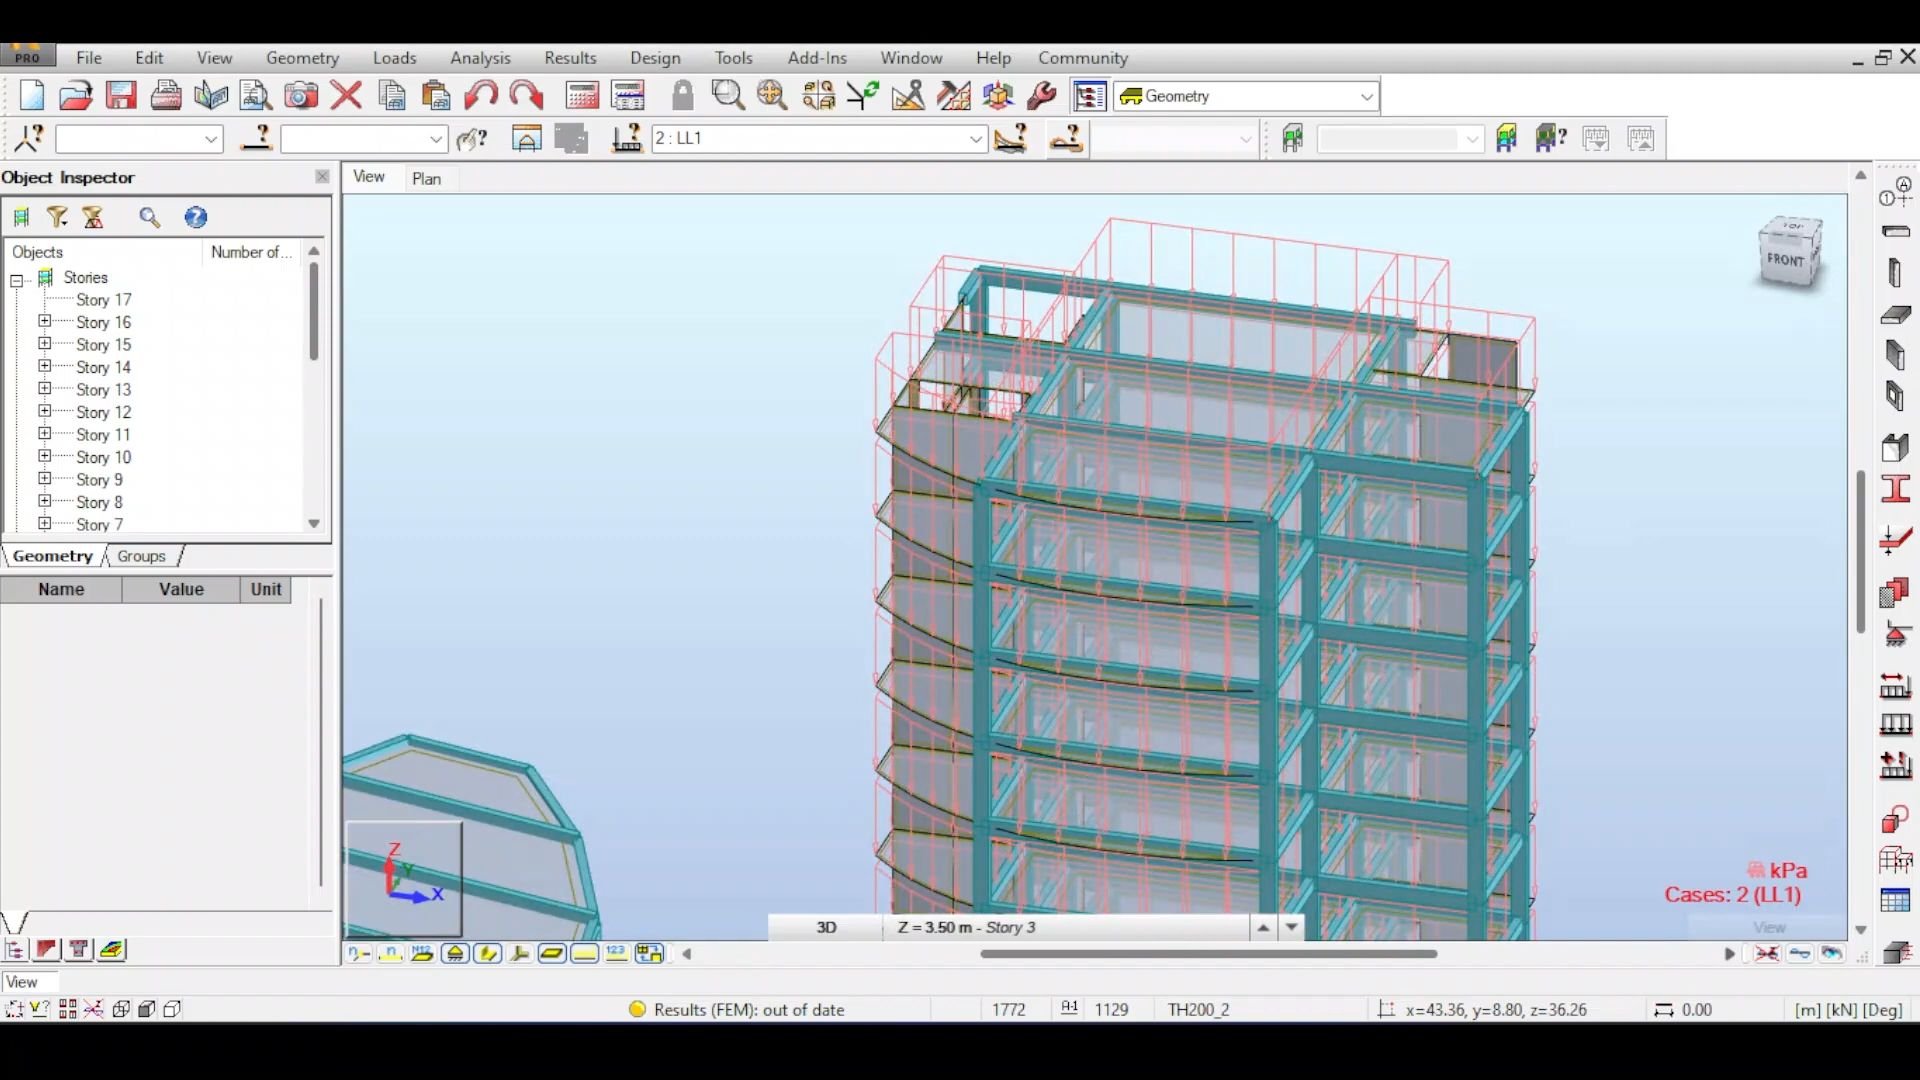 PRO File Edit View Geometry Loads Analysis Results Design Tools Add-Ins Window Help Community
Geometry
2 : LL1
Object Inspector
View Plan
Objects Number of...
Stories
Story 17
Story 16
Story 15
Story 14
Story 13
Story 12
Story 11
Story 10
Story 9
Story 8
Story 7
Geometry Groups
Name Value Unit
TOP
FRONT
Z
Y
X
kPa
Cases: 2 (LL1)
View
3D Z = 3.50 m - Story 3
View
Results (FEM): out of date 1772 1129 TH200_2 x=43.36, y=8.80, z=36.26 0.00 [m] [kN] [Deg]